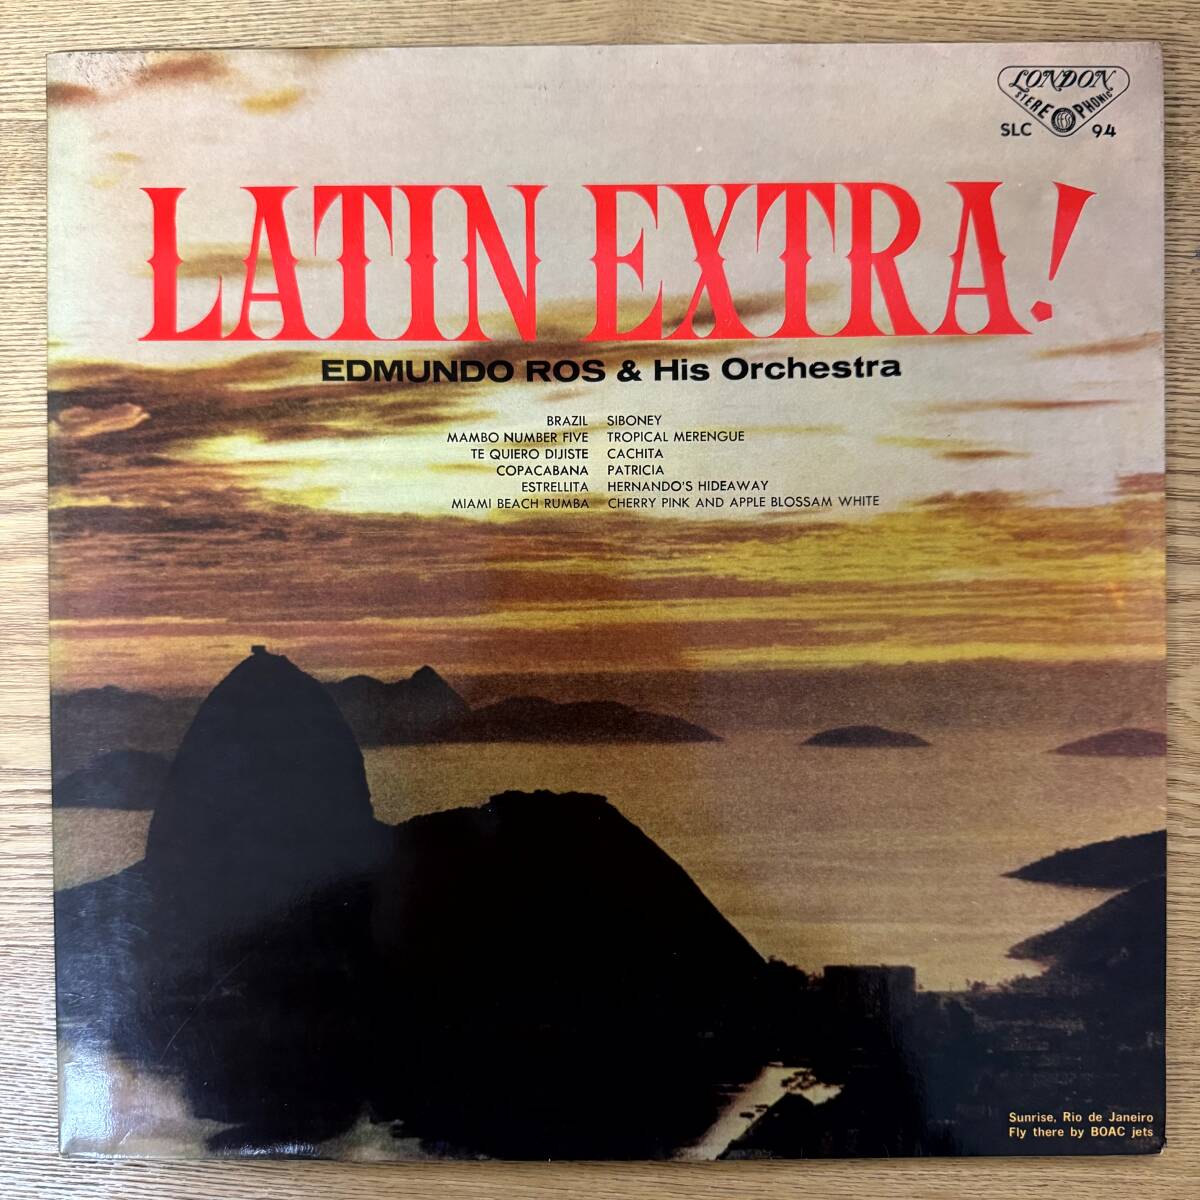 LONDON
STEREOPHONIC
SLC 94
LATIN EXTRA!
EDMUNDO ROS & His Orchestra
BRAZIL SIBONEY
MAMBO NUMBER FIVE TROPICAL MERENGUE
TE QUIERO DIJISTE CACHITA
COPACABANA PATRICIA
ESTRELLITA HERNANDO'S HIDEAWAY
MIAMI BEACH RUMBA CHERRY PINK AND APPLE BLOSSAM WHITE
Sunrise, Rio de Janeiro
Fly there by BOAC jets